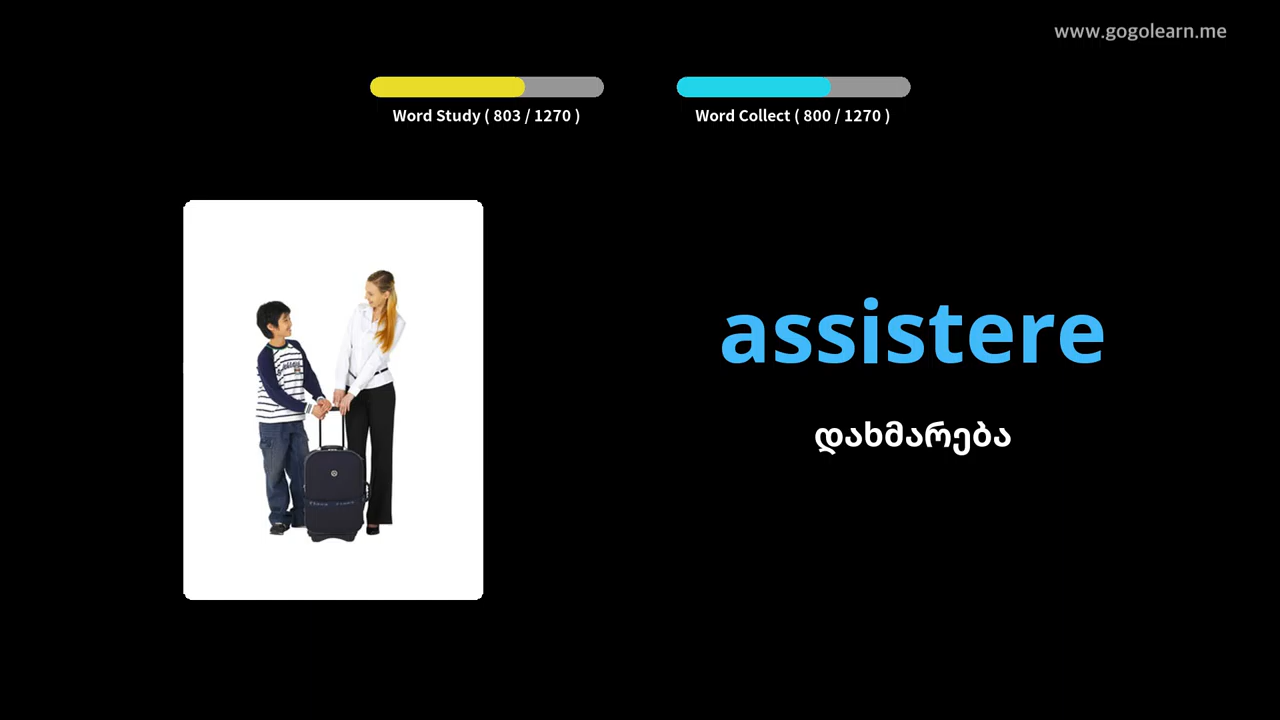 www.gogolearn.me
Word Study ( 803 / 1270 )
Word Collect ( 800 / 1270 )
assistere
დახმარება